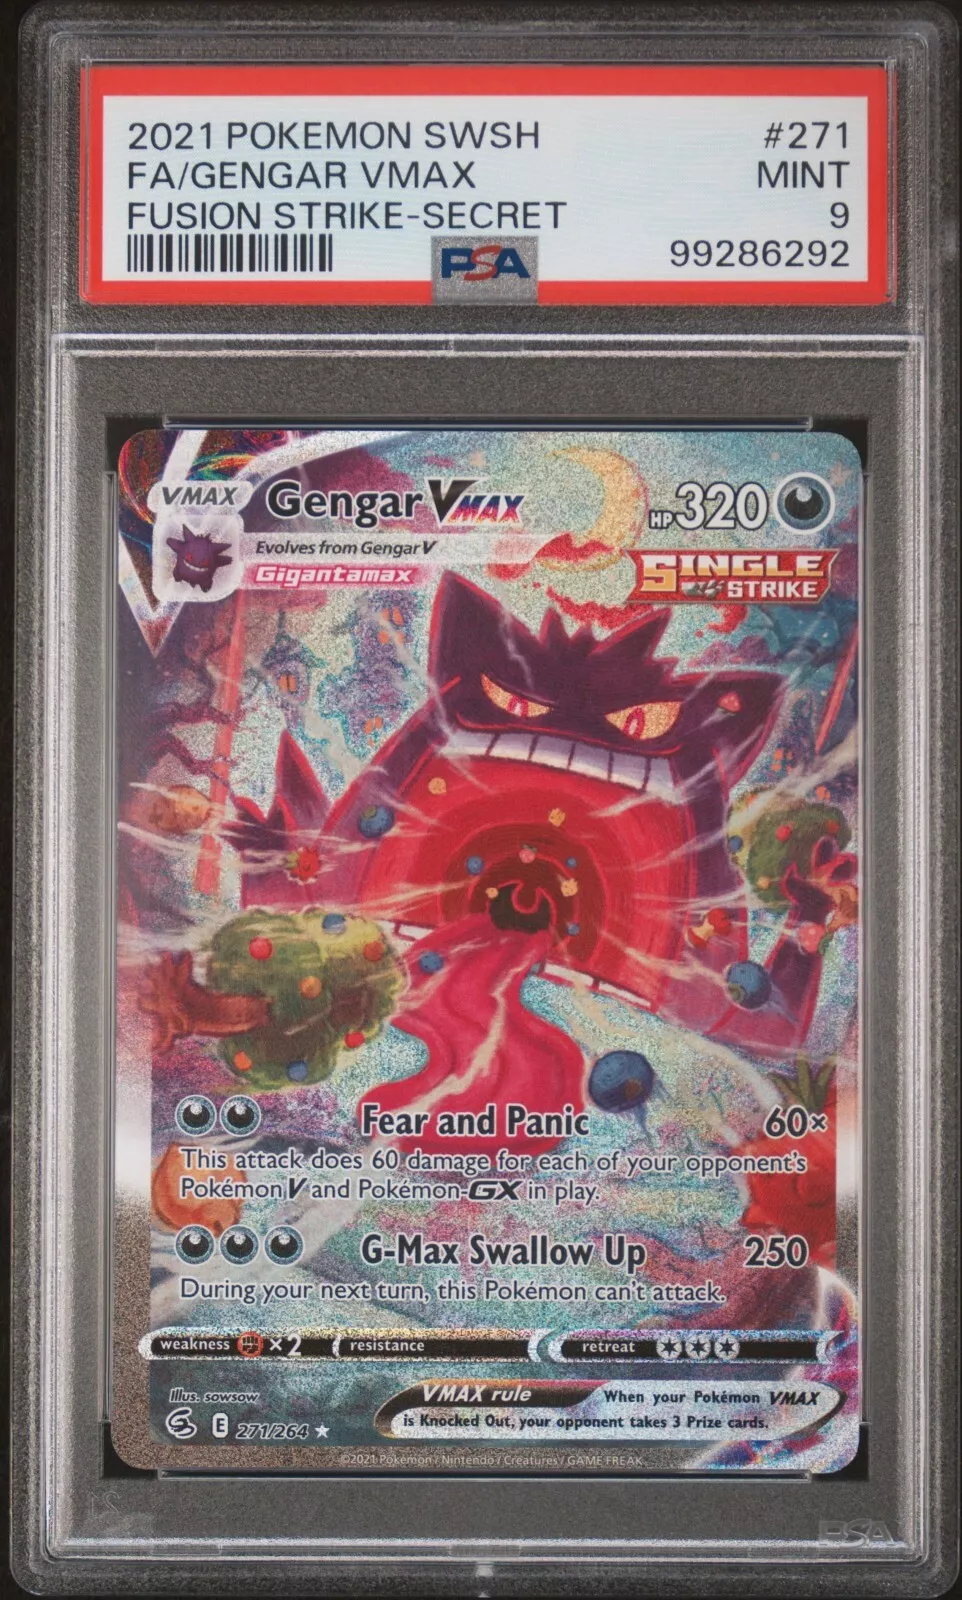 2021 POKEMON SWSH #271
FA/GENGAR VMAX MINT
FUSION STRIKE-SECRET 9
PSA 99286292
VMAX Gengar VMAX HP 320
Evolves from Gengar V
Gigantamax
SINGLE
STRIKE
Fear and Panic 60×
This attack does 60 damage for each of your opponent's
Pokémon V and Pokémon-GX in play.
G-Max Swallow Up 250
During your next turn, this Pokémon can't attack.
weakness ×2 resistance retreat
Illus. sowsow
VMAX rule When your Pokémon VMAX
is Knocked Out, your opponent takes 3 Prize cards.
E 271/264 ★
©2021 Pokémon / Nintendo / Creatures / GAME FREAK
PSA